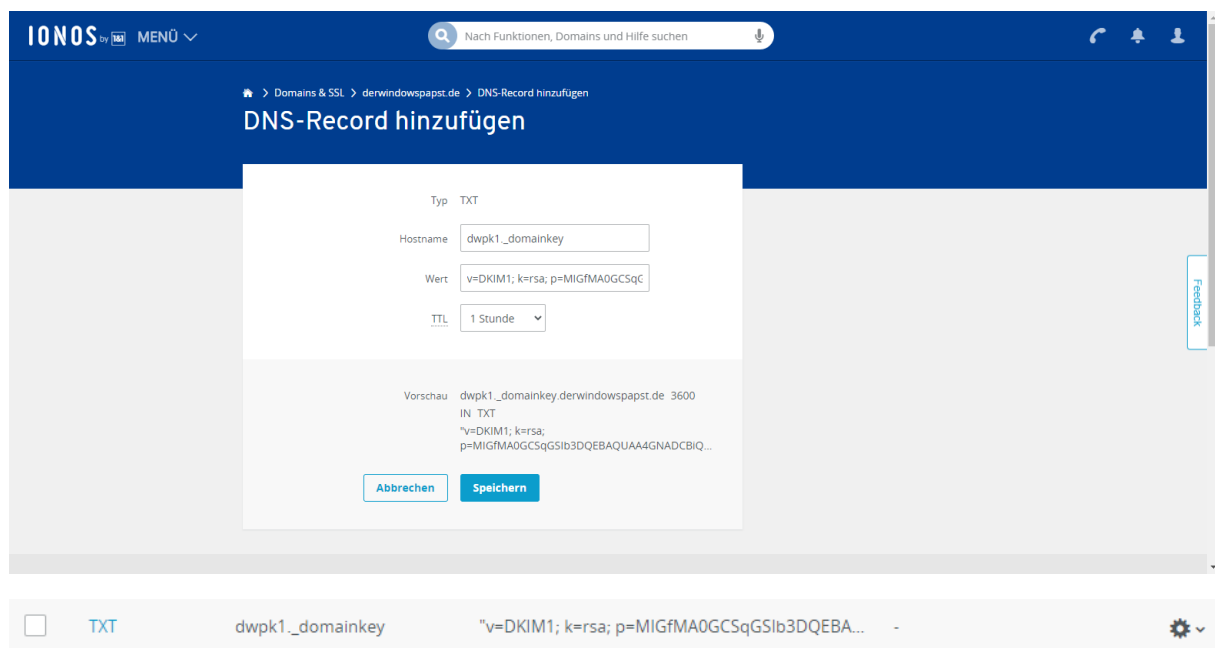 IONOS by 1&1 MENÜ
Nach Funktionen, Domains und Hilfe suchen
Domains & SSL > derwindowspapst.de > DNS-Record hinzufügen
DNS-Record hinzufügen
Typ TXT
Hostname dwpk1._domainkey
Wert v=DKIM1; k=rsa; p=MIGfMA0GCSqG
TTL 1 Stunde
Feedback
Vorschau dwpk1._domainkey.derwindowspapst.de 3600
IN TXT
"v=DKIM1; k=rsa;
p=MIGfMA0GCSqGSIb3DQEBAQUAA4GNADCBiQ...
Abbrechen Speichern
TXT dwpk1._domainkey "v=DKIM1; k=rsa; p=MIGfMA0GCSqGSIb3DQEBA... -